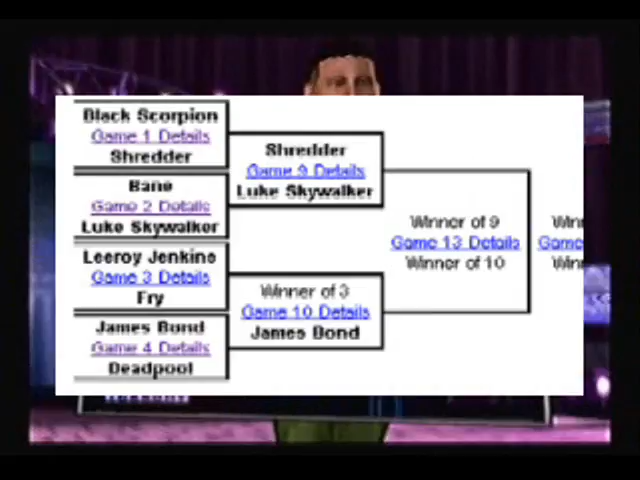 Black Scorpion
Game 1 Details
Shredder
Bane
Game 2 Details
Luke Skywalker
Leeroy Jenkins
Game 3 Details
Fry
James Bond
Game 4 Details
Deadpool
Shredder
Game 9 Details
Luke Skywalker
Winner of 3
Game 10 Details
James Bond
Winner of 9
Game 13 Details
Winner of 10
Game